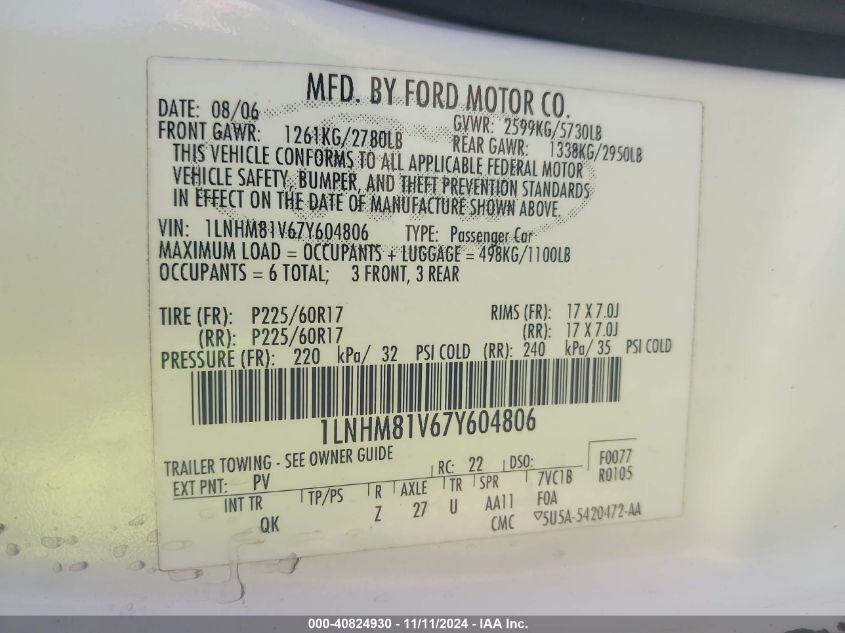 MFD. BY FORD MOTOR CO.
DATE: 08/06 GVWR: 2599KG/5730LB
FRONT GAWR: 1261KG/2780LB REAR GAWR: 1338KG/2950LB
THIS VEHICLE CONFORMS TO ALL APPLICABLE FEDERAL MOTOR
VEHICLE SAFETY, BUMPER, AND THEFT PREVENTION STANDARDS
IN EFFECT ON THE DATE OF MANUFACTURE SHOWN ABOVE.
VIN: 1LNHM81V67Y604806 TYPE: Passenger Car
MAXIMUM LOAD = OCCUPANTS + LUGGAGE = 498KG/1100LB
OCCUPANTS = 6 TOTAL; 3 FRONT, 3 REAR
TIRE (FR): P225/60R17 RIMS (FR): 17 X 7.0J
(RR): P225/60R17 (RR): 17 X 7.0J
PRESSURE (FR): 220 kPa/ 32 PSI COLD (RR): 240 kPa/ 35 PSI COLD
1LNHM81V67Y604806
TRAILER TOWING - SEE OWNER GUIDE F0077
EXT PNT: PV RC: 22 DSO: R0105
INT TR TP/PS R AXLE TR SPR 7VC1B
QK Z 27 U AA11 FOA
CMC ▽5U5A-5420472-AA
000-40824930 - 11/11/2024 - IAA Inc.